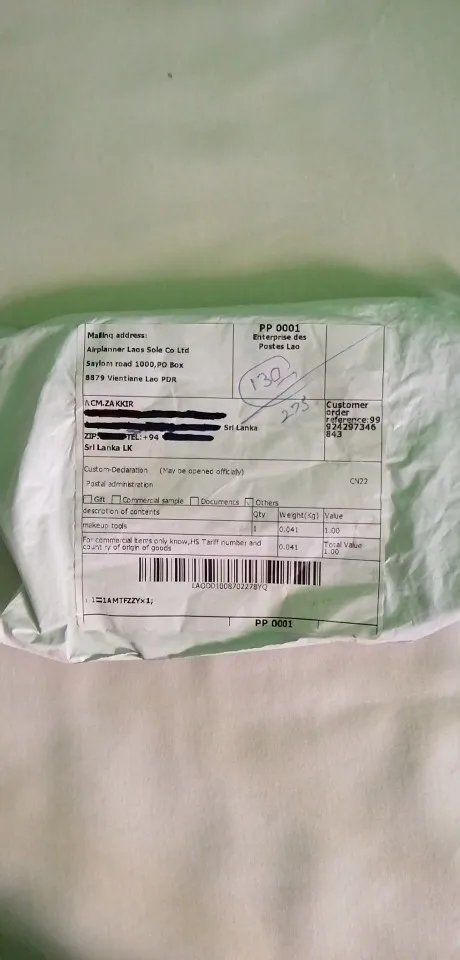 Mailing address:
Airplanner Laos Sole Co Ltd
Saylom road 1000,PO Box
8879 Vientiane Lao PDR
PP 0001
Enterprise des
Postes Lao
130
275
ACM.ZAKKIR
Sri Lanka
ZIP: TEL:+94
Sri Lanka LK
Customer
order
reference:99
924297346
843
Custom-Declaration (May be opened officially)
Postal administration
CN22
Gift Commercial sample Documents Others
descrotion of contents Qty. Weight(Kg) Value
makeup tools 1 0.041 1.00
For commercial items only know,HS Tariff number and
country of origin of goods
0.041
Total Value
1.00
PP 0001